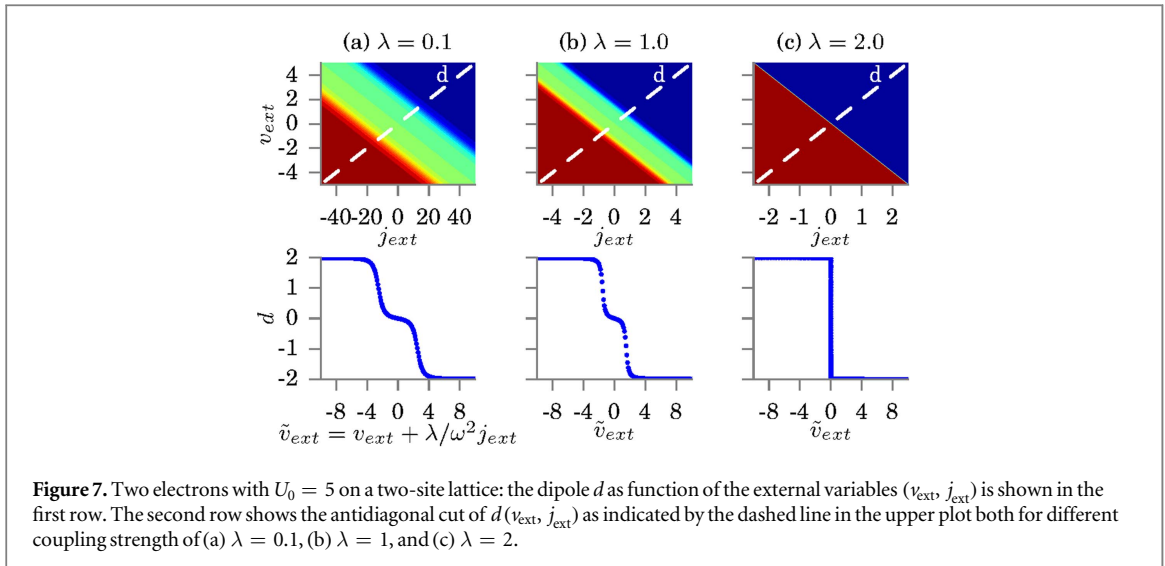 (a) λ = 0.1 (b) λ = 1.0 (c) λ = 2.0
d d d
4
2
0
-2
-4
v_ext
-40 -20 0 20 40 -4 -2 0 2 4 -2 -1 0 1 2
j_ext j_ext j_ext
2
1
0
-1
-2
d
-8 -4 0 4 8 -8 -4 0 4 8 -8 -4 0 4 8
ṽ_ext = v_ext + λ/ω² j_ext ṽ_ext ṽ_ext
Figure 7. Two electrons with U₀ = 5 on a two-site lattice: the dipole d as function of the external variables (v_ext, j_ext) is shown in the
first row. The second row shows the antidiagonal cut of d(v_ext, j_ext) as indicated by the dashed line in the upper plot both for different
coupling strength of (a) λ = 0.1, (b) λ = 1, and (c) λ = 2.